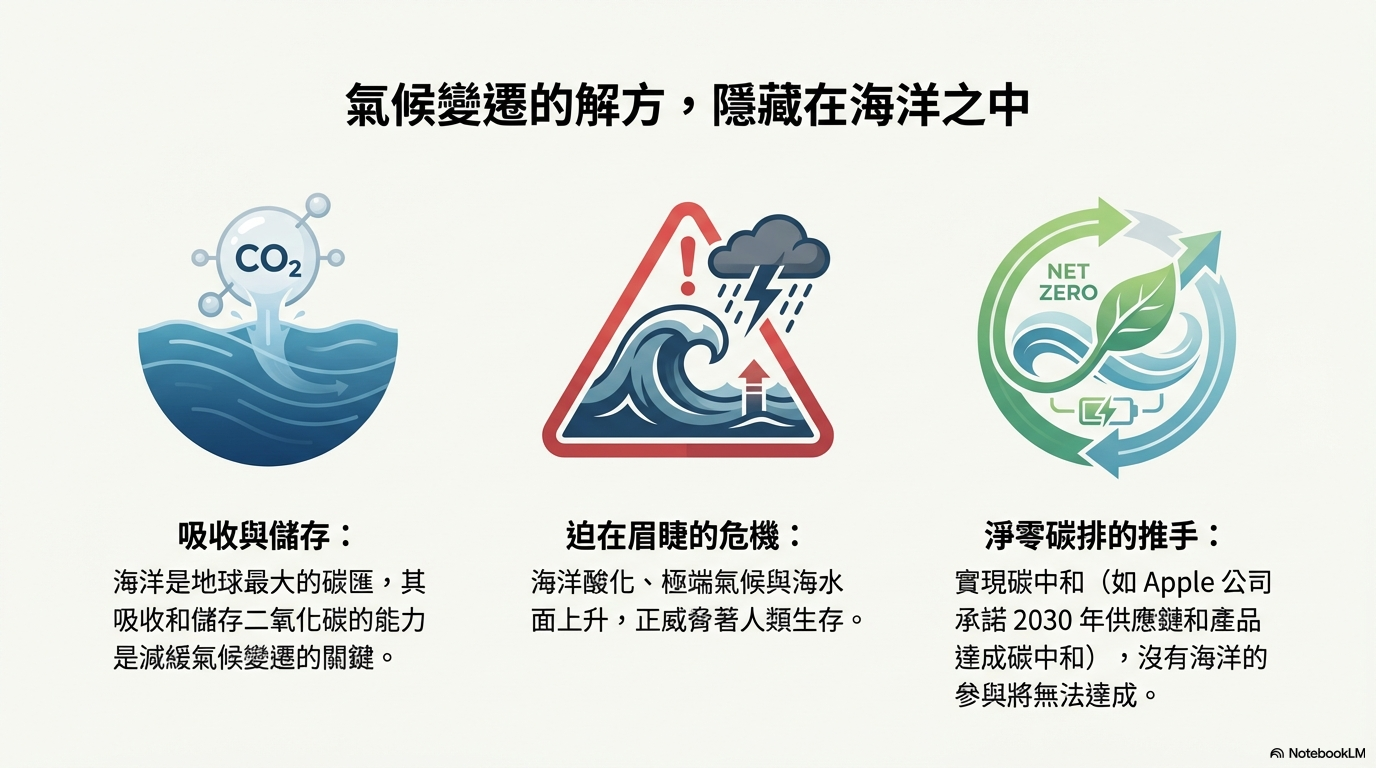 氣候變遷的解方，隱藏在海洋之中
CO₂
NET
ZERO
吸收與儲存：
海洋是地球最大的碳匯，其
吸收和儲存二氧化碳的能力
是減緩氣候變遷的關鍵。
迫在眉睫的危機：
海洋酸化、極端氣候與海水
面上升，正威脅著人類生存。
淨零碳排的推手：
實現碳中和（如 Apple 公司
承諾 2030 年供應鏈和產品
達成碳中和），沒有海洋的
參與將無法達成。
NotebookLM